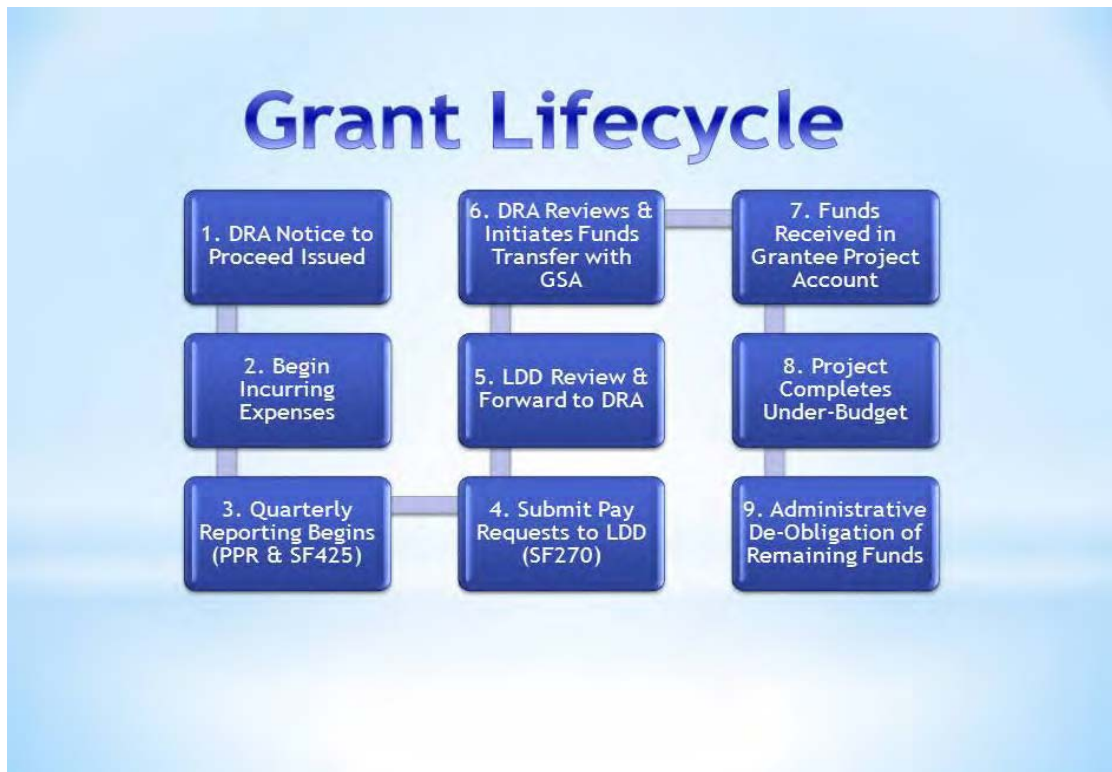 Grant Lifecycle
1. DRA Notice to
Proceed Issued
2. Begin
Incurring
Expenses
3. Quarterly
Reporting Begins
(PPR & SF425)
4. Submit Pay
Requests to LDD
(SF270)
5. LDD Review &
Forward to DRA
6. DRA Reviews &
Initiates Funds
Transfer with
GSA
7. Funds
Received in
Grantee Project
Account
8. Project
Completes
Under-Budget
9. Administrative
De-Obligation of
Remaining Funds